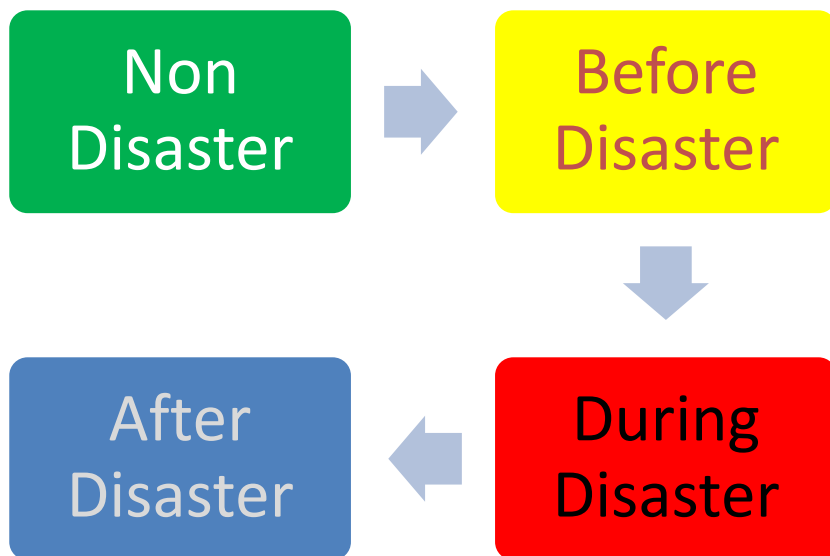 Non
Disaster
Before
Disaster
During
Disaster
After
Disaster